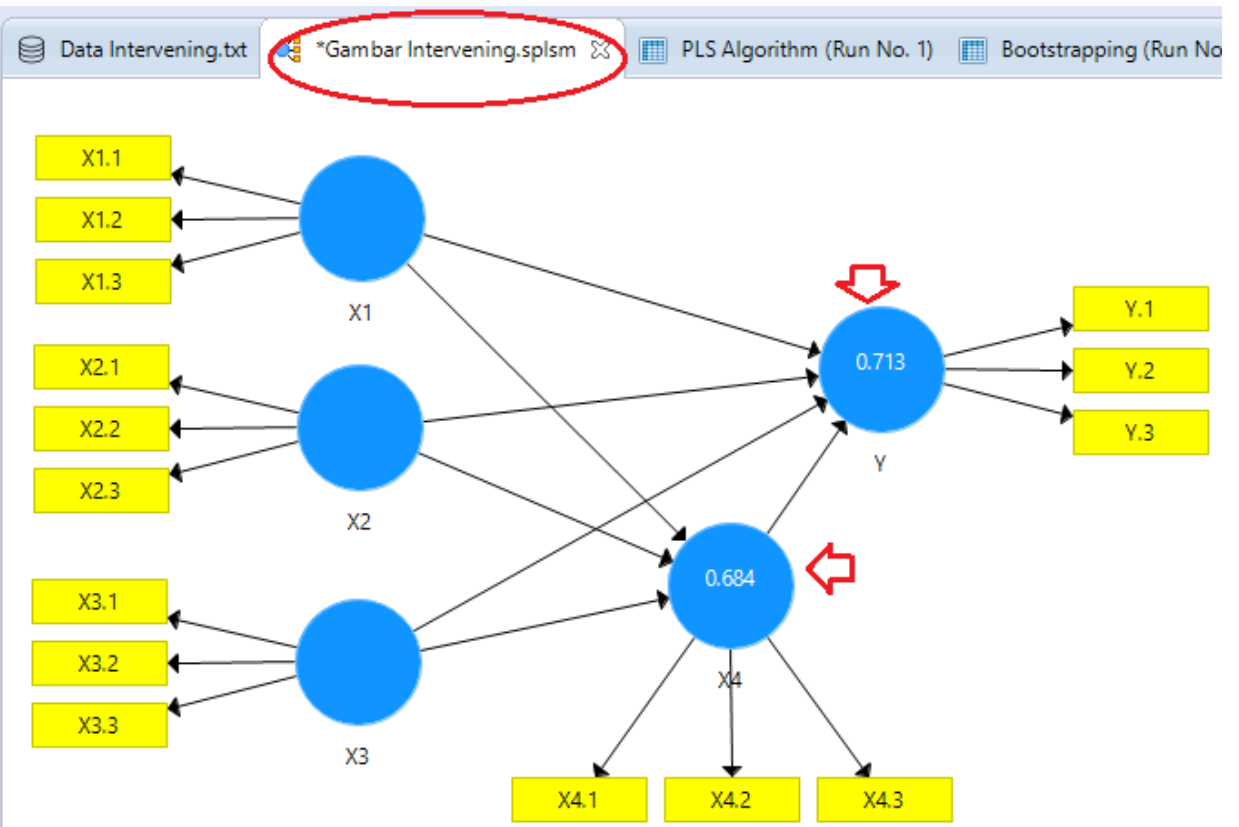 Data Intervening.txt
*Gambar Intervening.splsm
PLS Algorithm (Run No. 1)
Bootstrapping (Run No
X1.1
X1.2
X1.3
X1
X2.1
X2.2
X2.3
X2
X3.1
X3.2
X3.3
X3
0.713
Y
Y.1
Y.2
Y.3
0.684
X4
X4.1
X4.2
X4.3